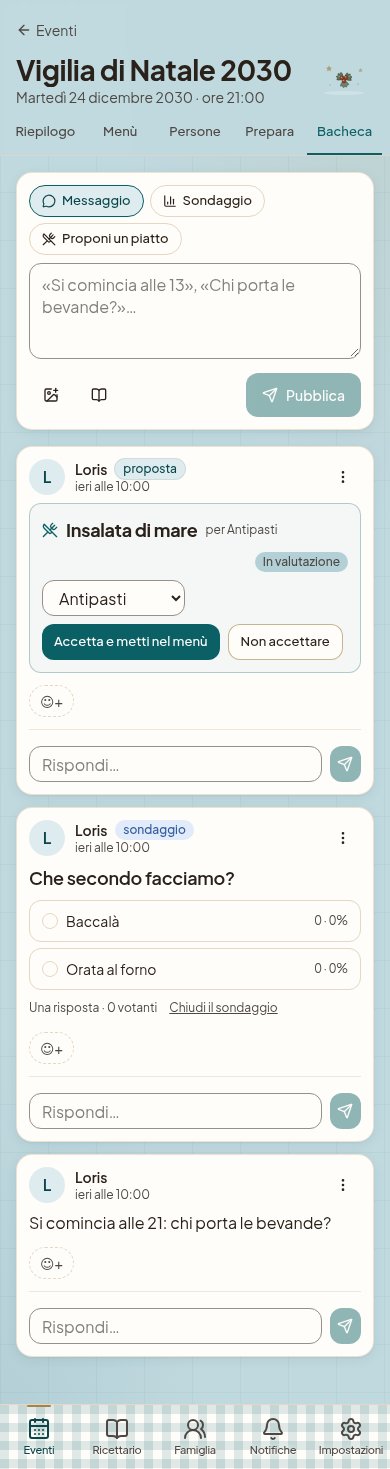 Eventi
Vigilia di Natale 2030
Martedì 24 dicembre 2030 · ore 21:00
Riepilogo Menù Persone Prepara Bacheca
Messaggio Sondaggio
Proponi un piatto
«Si comincia alle 13», «Chi porta le
bevande?»…
Pubblica
L Loris proposta
ieri alle 10:00
Insalata di mare per Antipasti
In valutazione
Antipasti
Accetta e metti nel menù Non accettare
+
Rispondi…
L Loris sondaggio
ieri alle 10:00
Che secondo facciamo?
Baccalà 0 · 0%
Orata al forno 0 · 0%
Una risposta · 0 votanti Chiudi il sondaggio
+
Rispondi…
L Loris
ieri alle 10:00
Si comincia alle 21: chi porta le bevande?
+
Rispondi…
Eventi Ricettario Famiglia Notifiche Impostazioni